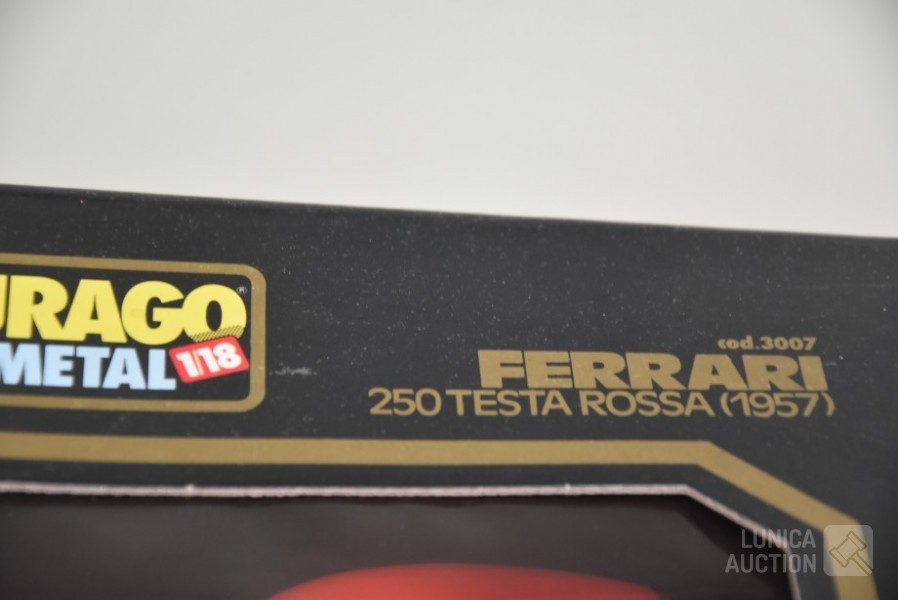 URAGO®
METAL 1/18
cod.3007
FERRARI
250 TESTA ROSSA (1957)
LUNICA
AUCTION